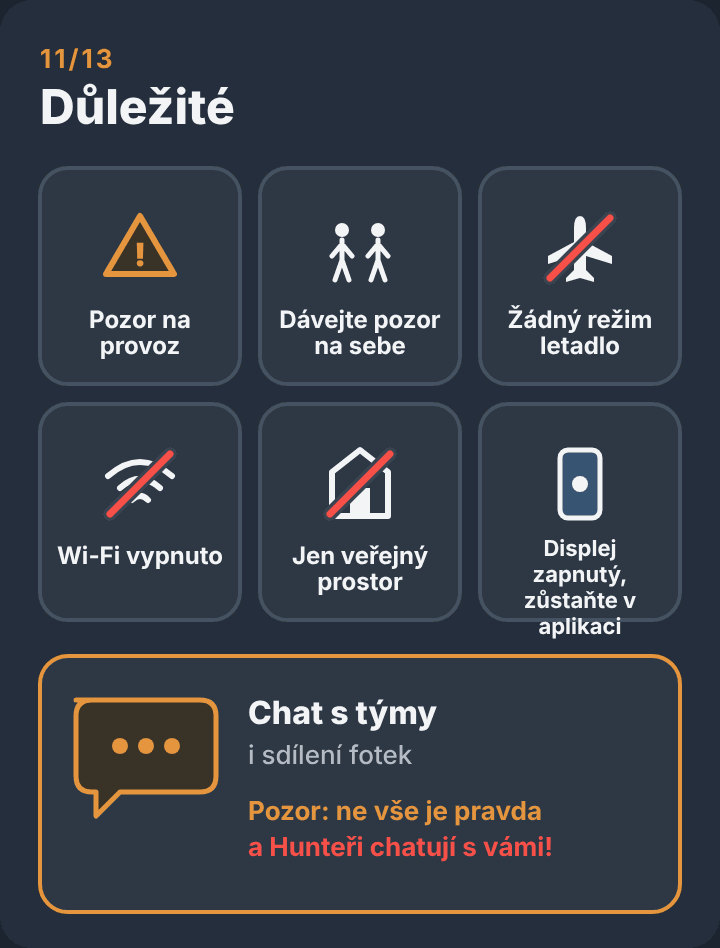 11/13
Důležité
!
Pozor na
provoz
Dávejte pozor
na sebe
Žádný režim
letadlo
Wi-Fi vypnuto
Jen veřejný
prostor
Displej
zapnutý,
zůstaňte v
aplikaci
Chat s týmy
i sdílení fotek
Pozor: ne vše je pravda
a Hunteři chatují s vámi!